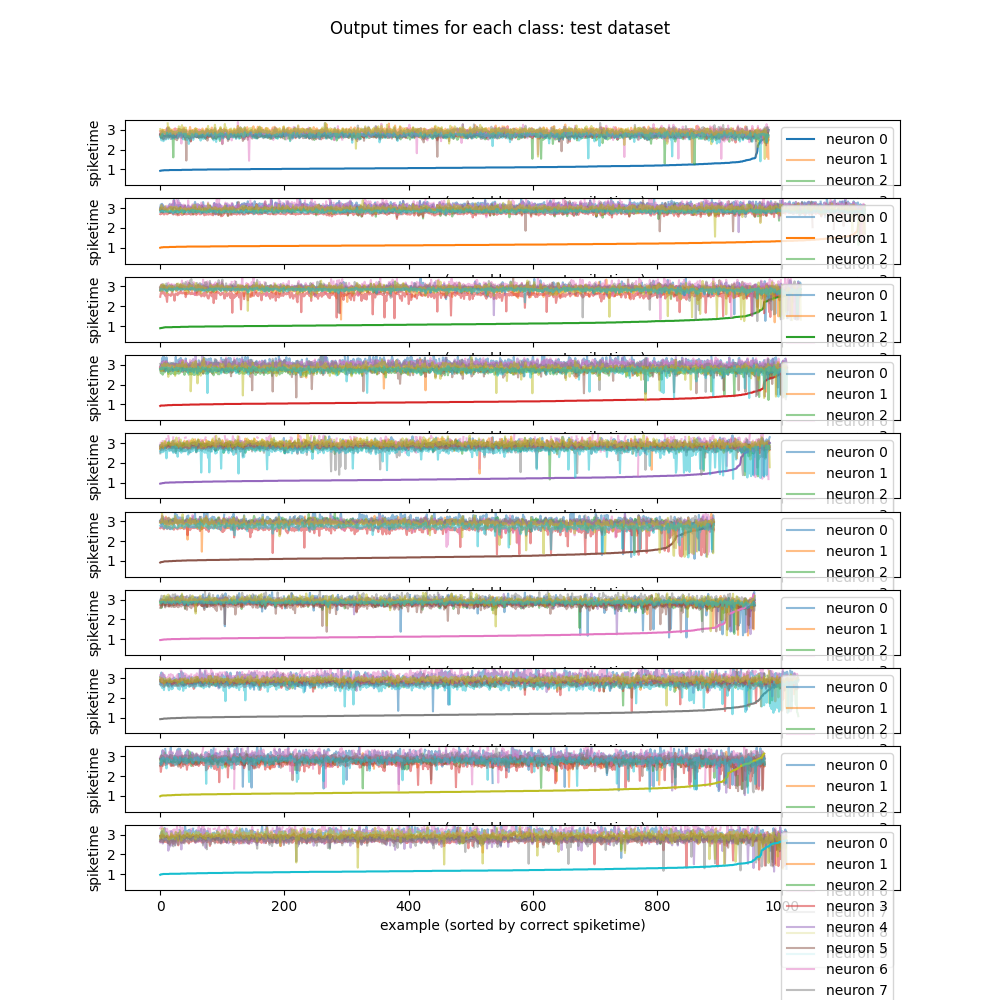 Output times for each class: test dataset
spiketime
3
2
1
neuron 0
neuron 1
neuron 2
spiketime
3
2
1
neuron 0
neuron 1
neuron 2
spiketime
3
2
1
neuron 0
neuron 1
neuron 2
spiketime
3
2
1
neuron 0
neuron 1
neuron 2
spiketime
3
2
1
neuron 0
neuron 1
neuron 2
spiketime
3
2
1
neuron 0
neuron 1
neuron 2
spiketime
3
2
1
neuron 0
neuron 1
neuron 2
spiketime
3
2
1
neuron 0
neuron 1
neuron 2
spiketime
3
2
1
neuron 0
neuron 1
neuron 2
spiketime
3
2
1
neuron 0
neuron 1
neuron 2
neuron 3
neuron 4
neuron 5
neuron 6
neuron 7
0 200 400 600 800 1000
example (sorted by correct spiketime)